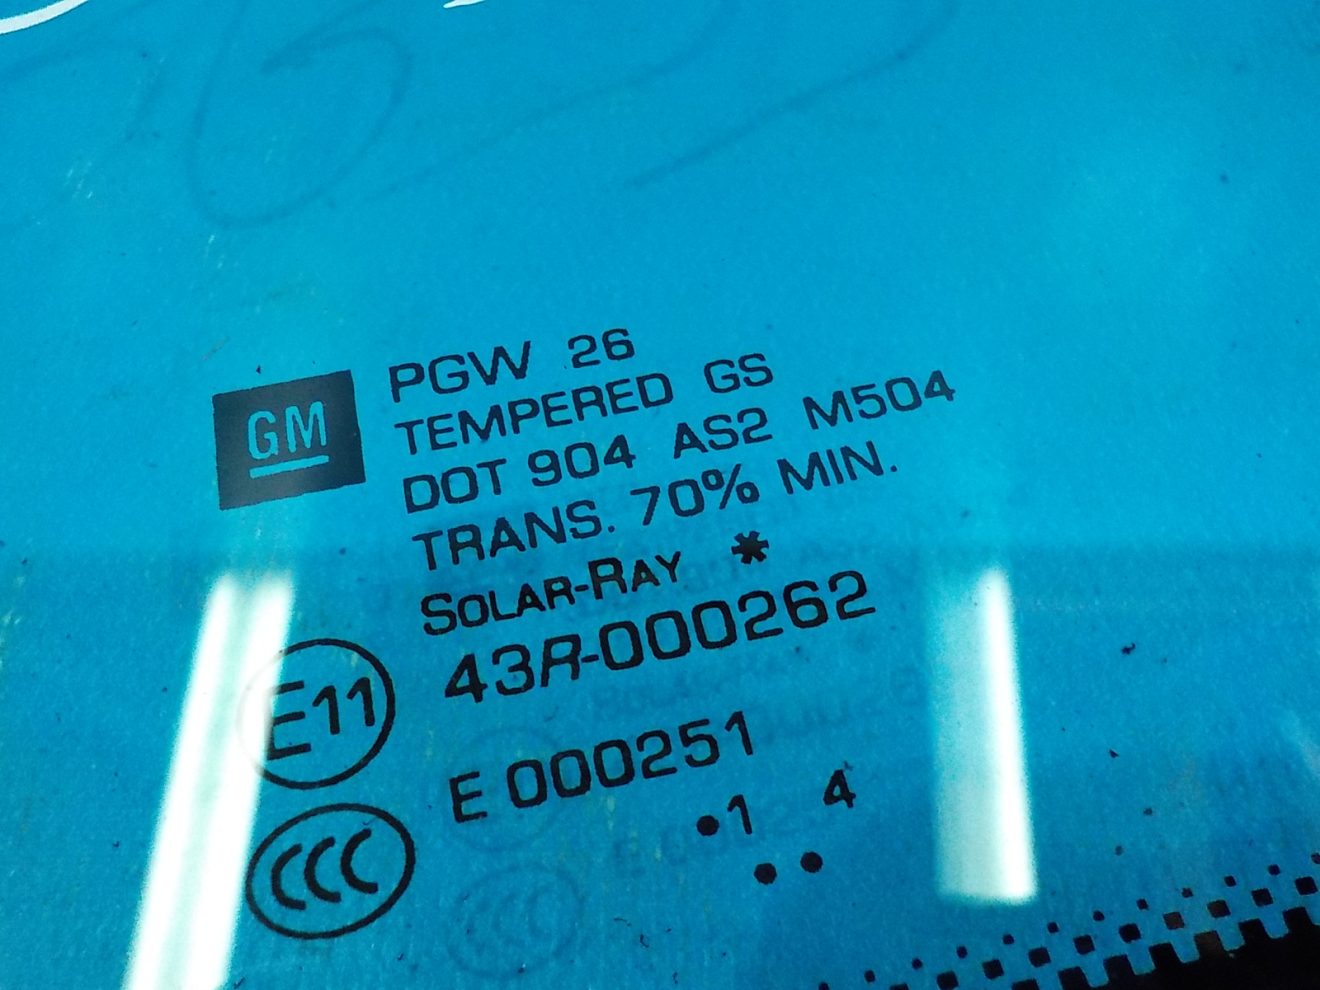 GM
PGW 26
TEMPERED GS
DOT 904 AS2 M504
TRANS. 70% MIN.
SOLAR-RAY *
43R-000262
E11
E 000251
CCC
•1 4
••